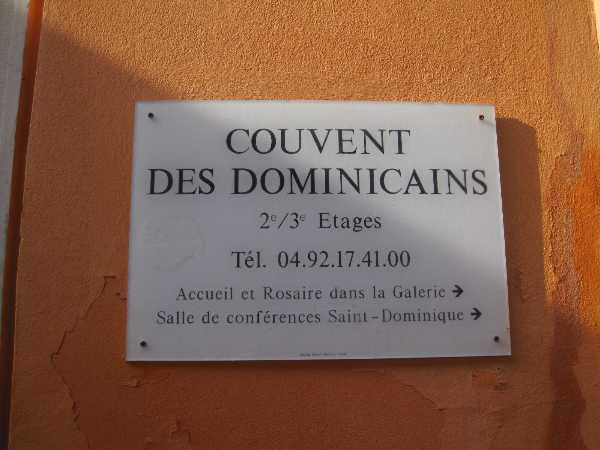 COUVENT
DES DOMINICAINS
2e/3e Etages
Tél. 04.92.17.41.00
Accueil et Rosaire dans la Galerie →
Salle de conférences Saint-Dominique →